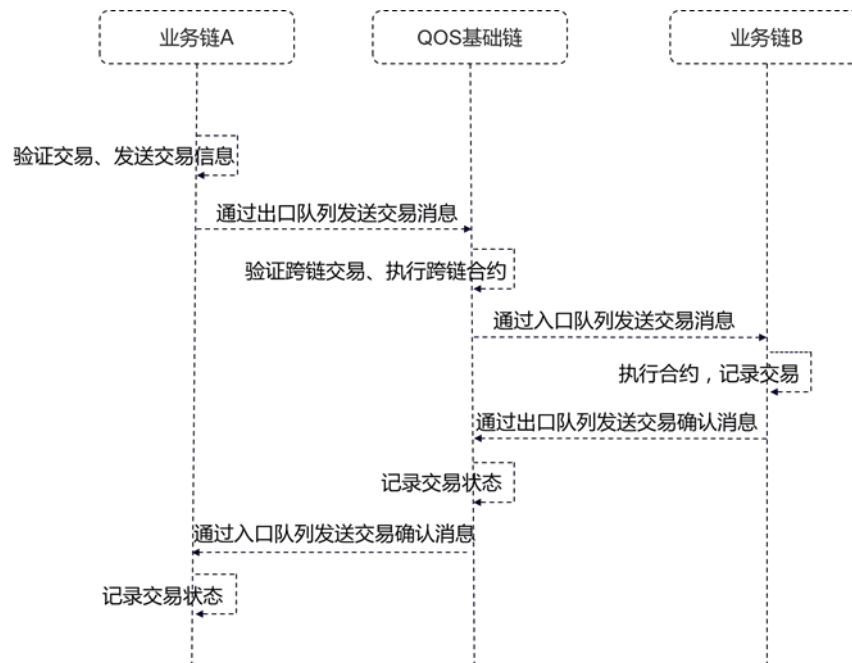 业务链A
QOS基础链
业务链B
验证交易、发送交易信息
通过出口队列发送交易消息
验证跨链交易、执行跨链合约
通过入口队列发送交易消息
执行合约，记录交易
通过出口队列发送交易确认消息
记录交易状态
通过入口队列发送交易确认消息
记录交易状态